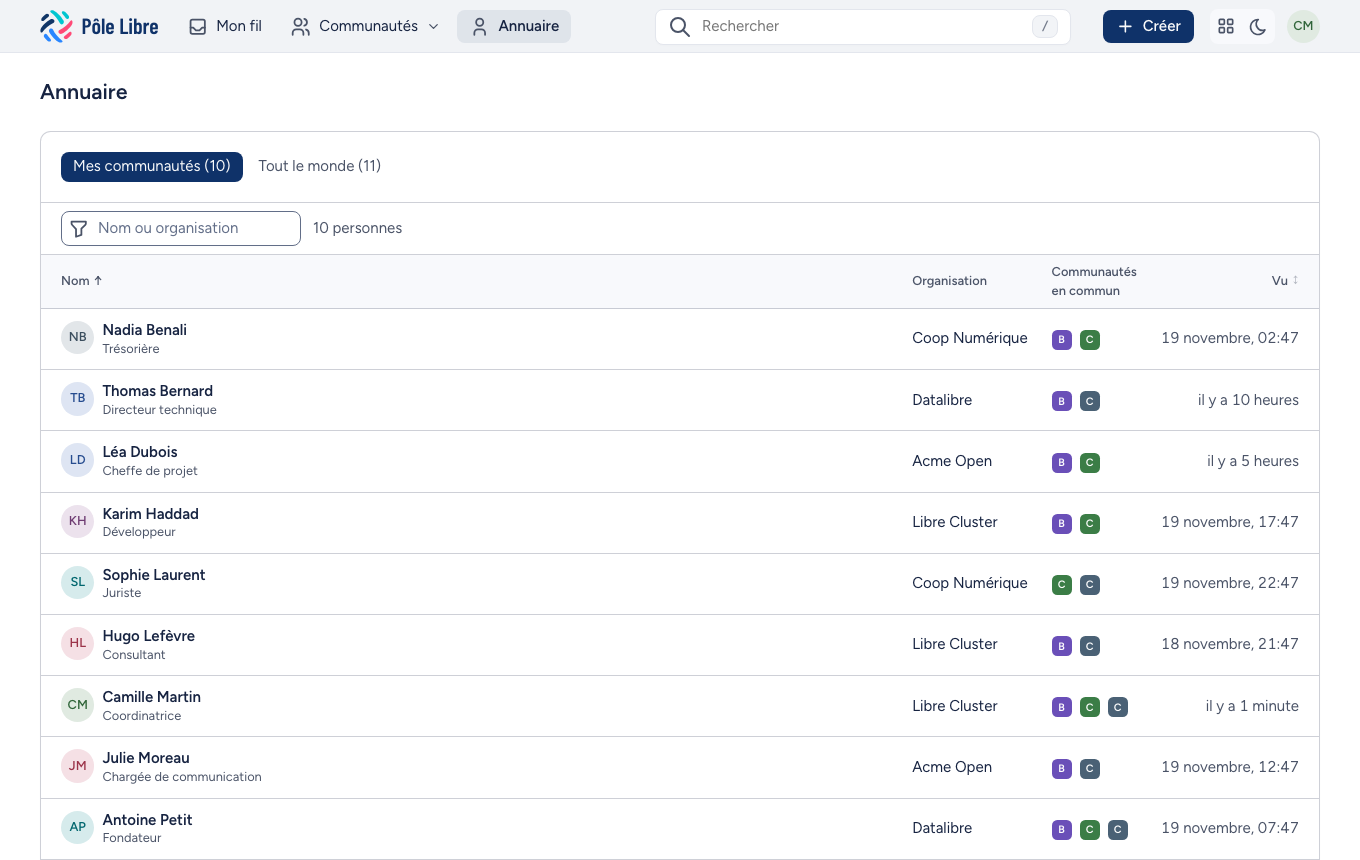 Pôle Libre
Mon fil
Communautés
Annuaire
Rechercher
/
Créer
CM
Annuaire
Mes communautés (10)
Tout le monde (11)
Nom ou organisation
10 personnes
Nom ↑
Organisation
Communautés
en commun
Vu ↕
NB
Nadia Benali
Trésorière
Coop Numérique
B C
19 novembre, 02:47
TB
Thomas Bernard
Directeur technique
Datalibre
B C
il y a 10 heures
LD
Léa Dubois
Cheffe de projet
Acme Open
B C
il y a 5 heures
KH
Karim Haddad
Développeur
Libre Cluster
B C
19 novembre, 17:47
SL
Sophie Laurent
Juriste
Coop Numérique
C C
19 novembre, 22:47
HL
Hugo Lefèvre
Consultant
Libre Cluster
B C
18 novembre, 21:47
CM
Camille Martin
Coordinatrice
Libre Cluster
B C C
il y a 1 minute
JM
Julie Moreau
Chargée de communication
Acme Open
B C
19 novembre, 12:47
AP
Antoine Petit
Fondateur
Datalibre
B C C
19 novembre, 07:47